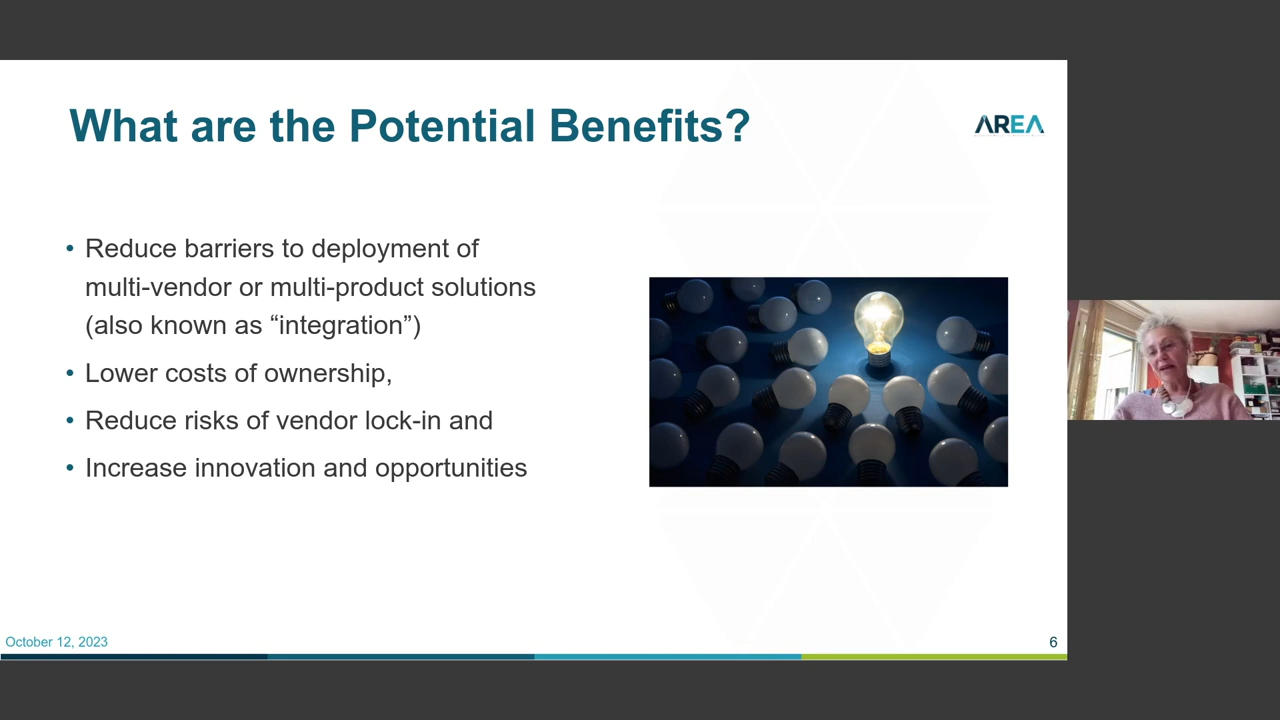 What are the Potential Benefits?
AREA
• Reduce barriers to deployment of
multi-vendor or multi-product solutions
(also known as “integration”)
• Lower costs of ownership,
• Reduce risks of vendor lock-in and
• Increase innovation and opportunities
October 12, 2023
6